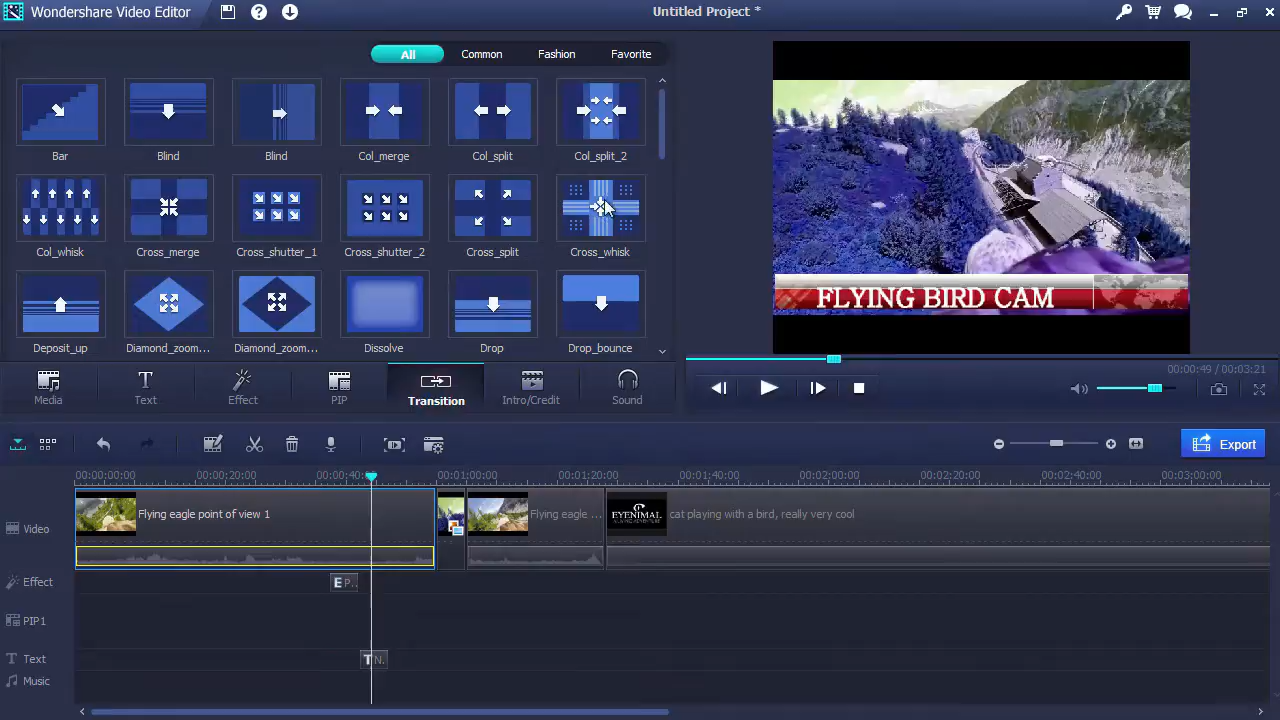 Wondershare Video Editor
Untitled Project *
All
Common
Fashion
Favorite
Bar
Blind
Blind
Col_merge
Col_split
Col_split_2
Col_whisk
Cross_merge
Cross_shutter_1
Cross_shutter_2
Cross_split
Cross_whisk
Deposit_up
Diamond_zoom...
Diamond_zoom...
Dissolve
Drop
Drop_bounce
FLYING BIRD CAM
00:00:49 / 00:03:21
Media
Text
Effect
PIP
Transition
Intro/Credit
Sound
Export
00:00:00:00
00:00:20:00
00:00:40:
00:01:00:00
00:01:20:00
00:01:40:00
00:02:00:00
00:02:20:00
00:02:40:00
00:03:00:00
Video
Flying eagle point of view 1
Flying eagle ...
EYENIMAL
cat playing with a bird, really very cool
Effect
E P..
PIP1
Text
T N.
Music